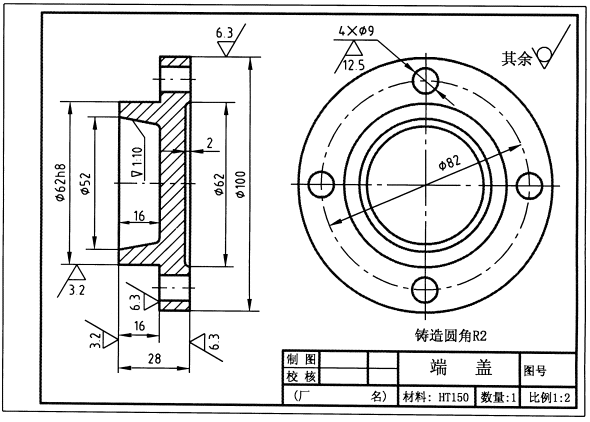 6.3
4×Φ9
12.5
其余
Φ62h8
Φ52
▽1:10
2
16
Φ62
Φ100
Φ82
3.2
6.3
3.2
16
6.3
28
铸造圆角R2
制 图
校 核
端 盖
图号
(厂 名)
材料: HT150
数量:1
比例1:2